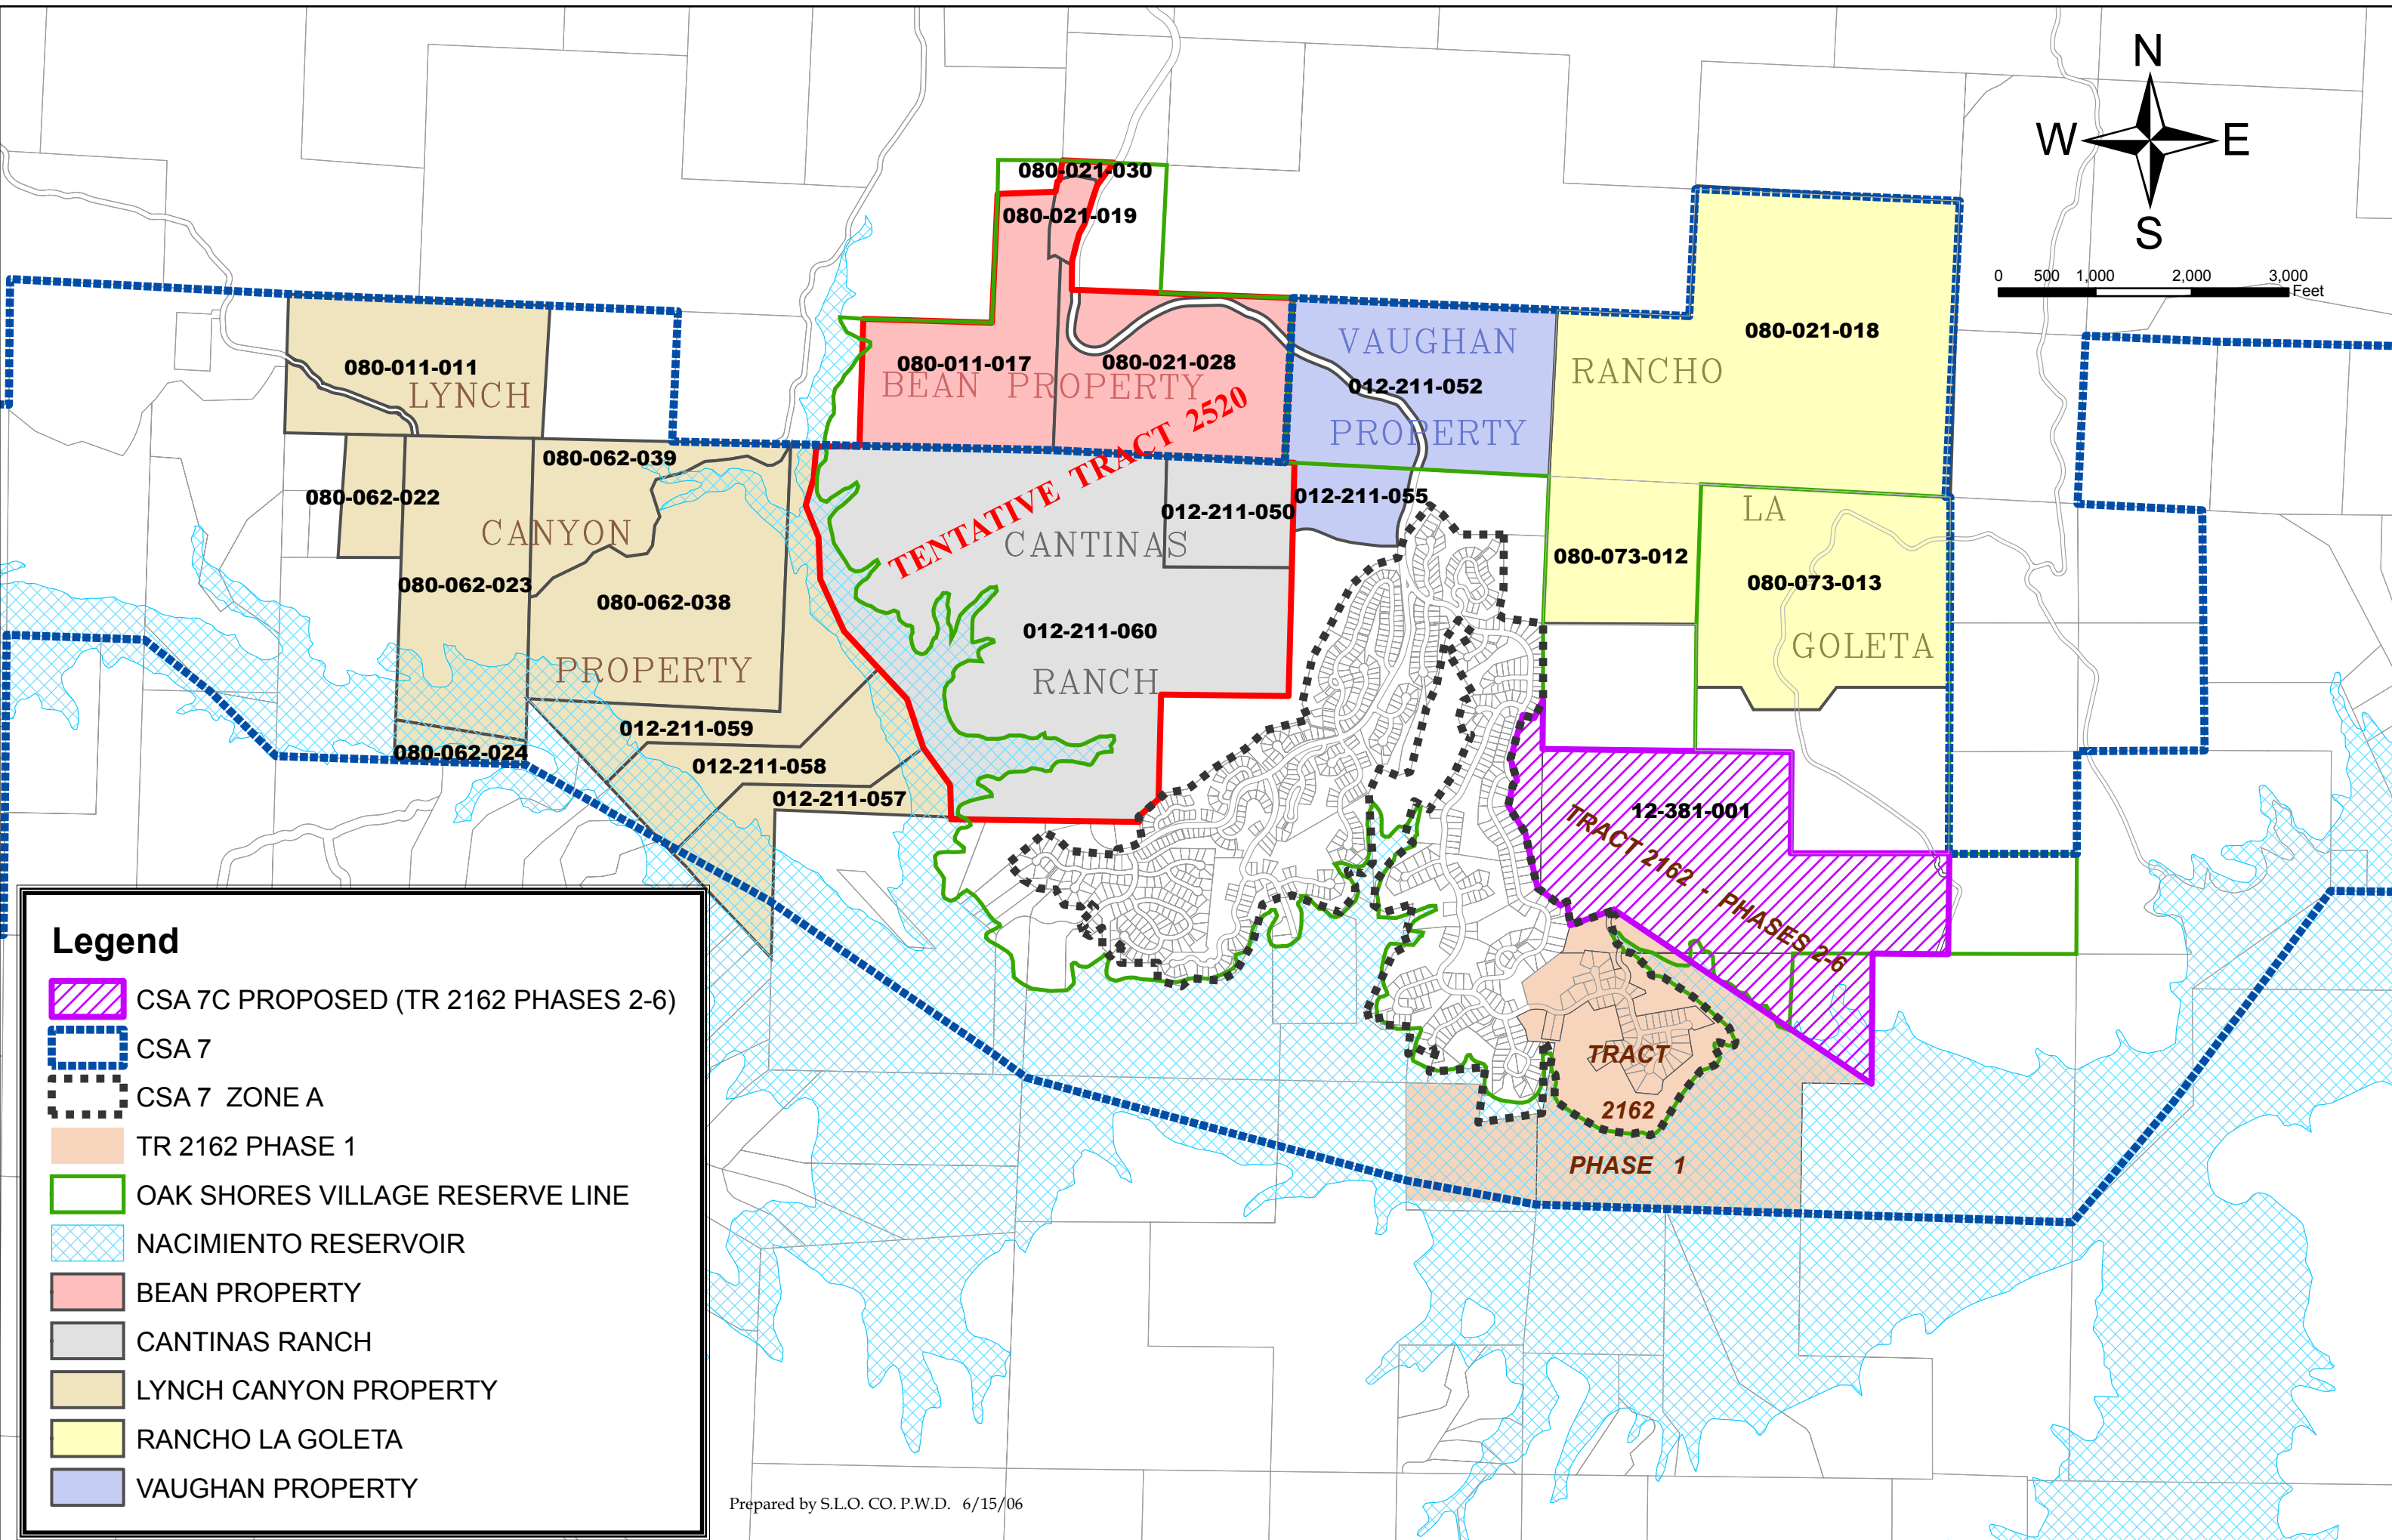 N
W E
S
0 500 1,000 2,000 3,000
Feet
080-021-030
080-021-019
080-011-017
080-021-028
BEAN PROPERTY
VAUGHAN
012-211-052
PROPERTY
012-211-055
RANCHO
080-021-018
LA
080-073-012
080-073-013
GOLETA
080-011-011
LYNCH
080-062-039
080-062-022
CANYON
080-062-023
080-062-038
PROPERTY
080-062-024
012-211-059
012-211-058
012-211-057
TENTATIVE TRACT 2520
012-211-050
CANTINAS
012-211-060
RANCH
12-381-001
TRACT 2162 - PHASES 2-6
TRACT
2162
PHASE 1
Legend
CSA 7C PROPOSED (TR 2162 PHASES 2-6)
CSA 7
CSA 7 ZONE A
TR 2162 PHASE 1
OAK SHORES VILLAGE RESERVE LINE
NACIMIENTO RESERVOIR
BEAN PROPERTY
CANTINAS RANCH
LYNCH CANYON PROPERTY
RANCHO LA GOLETA
VAUGHAN PROPERTY
Prepared by S.L.O. CO. P.W.D. 6/15/06